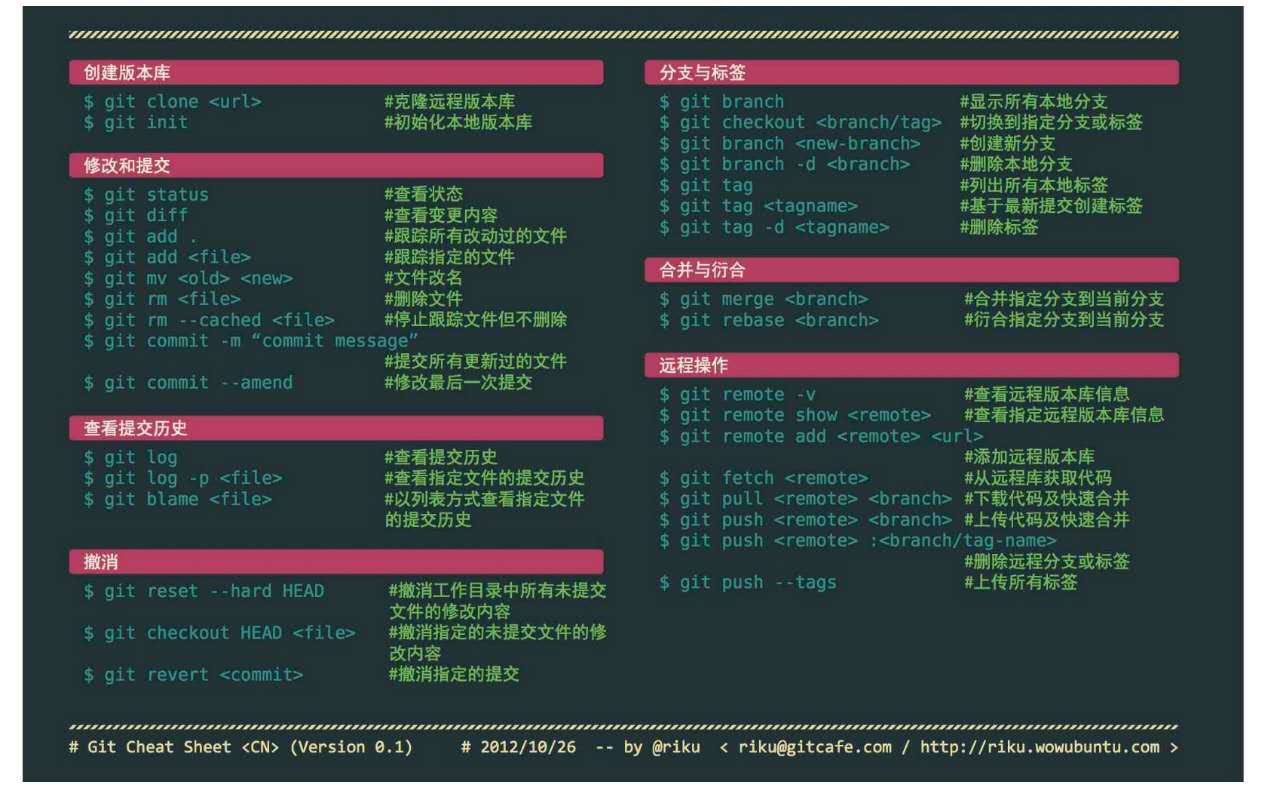 创建版本库
$ git clone <url> #克隆远程版本库
$ git init #初始化本地版本库
修改和提交
$ git status #查看状态
$ git diff #查看变更内容
$ git add . #跟踪所有改动过的文件
$ git add <file> #跟踪指定的文件
$ git mv <old> <new> #文件改名
$ git rm <file> #删除文件
$ git rm --cached <file> #停止跟踪文件但不删除
$ git commit -m “commit message”
#提交所有更新过的文件
$ git commit --amend #修改最后一次提交
查看提交历史
$ git log #查看提交历史
$ git log -p <file> #查看指定文件的提交历史
$ git blame <file> #以列表方式查看指定文件
的提交历史
撤消
$ git reset --hard HEAD #撤消工作目录中所有未提交
文件的修改内容
$ git checkout HEAD <file> #撤消指定的未提交文件的修
改内容
$ git revert <commit> #撤消指定的提交
分支与标签
$ git branch #显示所有本地分支
$ git checkout <branch/tag> #切换到指定分支或标签
$ git branch <new-branch> #创建新分支
$ git branch -d <branch> #删除本地分支
$ git tag #列出所有本地标签
$ git tag <tagname> #基于最新提交创建标签
$ git tag -d <tagname> #删除标签
合并与衍合
$ git merge <branch> #合并指定分支到当前分支
$ git rebase <branch> #衍合指定分支到当前分支
远程操作
$ git remote -v #查看远程版本库信息
$ git remote show <remote> #查看指定远程版本库信息
$ git remote add <remote> <url>
#添加远程版本库
$ git fetch <remote> #从远程库获取代码
$ git pull <remote> <branch> #下载代码及快速合并
$ git push <remote> <branch> #上传代码及快速合并
$ git push <remote> :<branch/tag-name>
#删除远程分支或标签
$ git push --tags #上传所有标签
# Git Cheat Sheet <CN> (Version 0.1) # 2012/10/26 -- by @riku < riku@gitcafe.com / http://riku.wowubuntu.com >